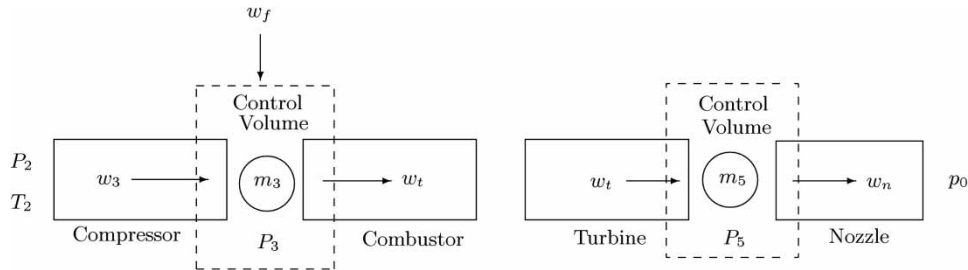 w_f
Control
Volume
P_2
w_3
m_3
w_t
T_2
Compressor
P_3
Combustor
Control
Volume
w_t
m_5
w_n
p_0
Turbine
P_5
Nozzle